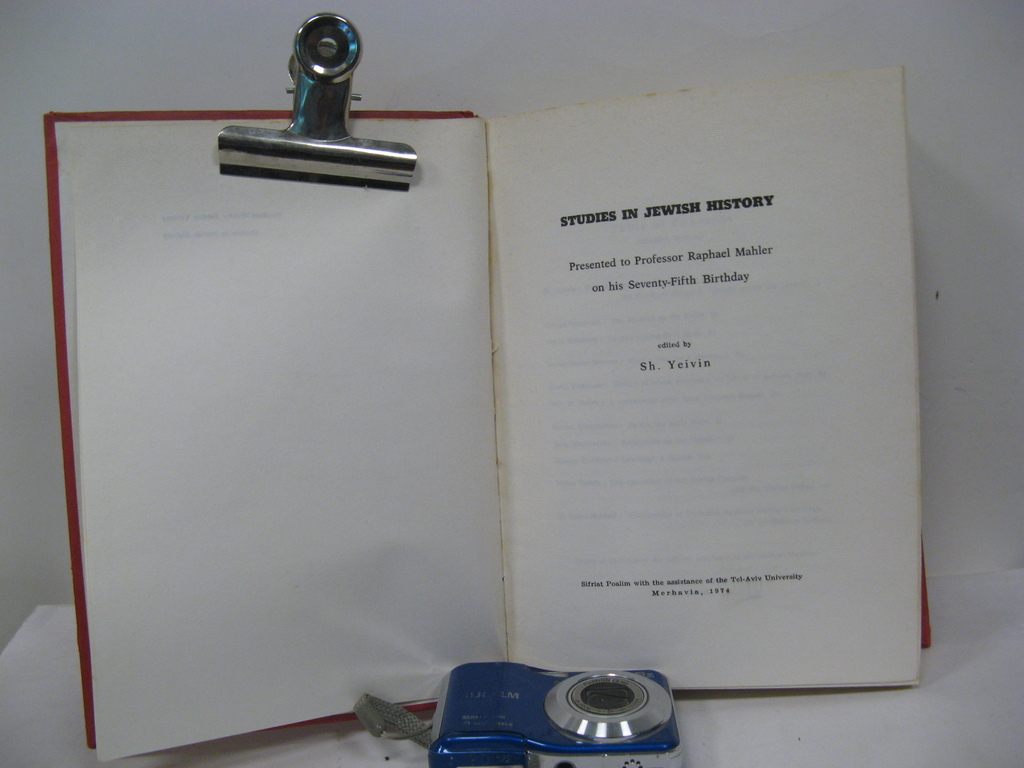 STUDIES IN JEWISH HISTORY
Presented to Professor Raphael Mahler
on his Seventy-Fifth Birthday
edited by
Sh. Yeivin
Sifriat Poalim with the assistance of the Tel-Aviv University
Merhavia, 1974